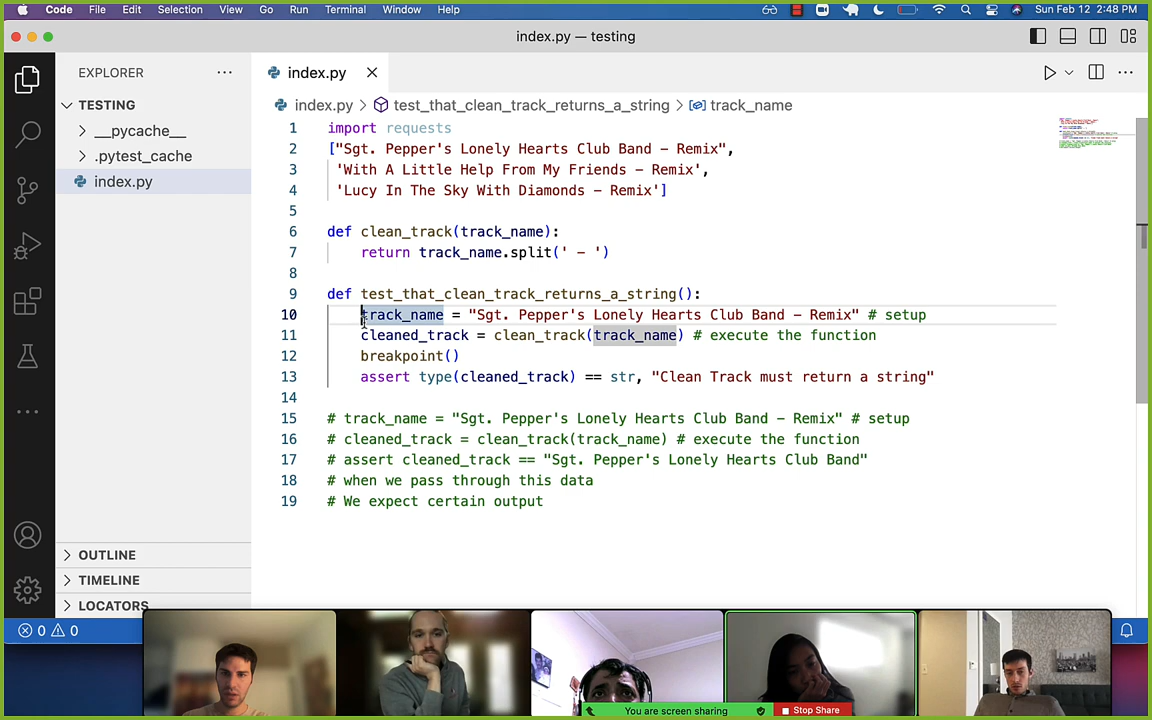 Code File Edit Selection View Go Run Terminal Window Help Sun Feb 12 2:48 PM
index.py — testing
EXPLORER
index.py
TESTING
index.py > test_that_clean_track_returns_a_string > track_name
__pycache__
.pytest_cache
index.py
1 import requests
2 ["Sgt. Pepper's Lonely Hearts Club Band - Remix",
3 'With A Little Help From My Friends - Remix',
4 'Lucy In The Sky With Diamonds - Remix']
5
6 def clean_track(track_name):
7 return track_name.split(' - ')
8
9 def test_that_clean_track_returns_a_string():
10 track_name = "Sgt. Pepper's Lonely Hearts Club Band - Remix" # setup
11 cleaned_track = clean_track(track_name) # execute the function
12 breakpoint()
13 assert type(cleaned_track) == str, "Clean Track must return a string"
14
15 # track_name = "Sgt. Pepper's Lonely Hearts Club Band - Remix" # setup
16 # cleaned_track = clean_track(track_name) # execute the function
17 # assert cleaned_track == "Sgt. Pepper's Lonely Hearts Club Band"
18 # when we pass through this data
19 # We expect certain output
OUTLINE
TIMELINE
LOCATORS
0 0
You are screen sharing Stop Share